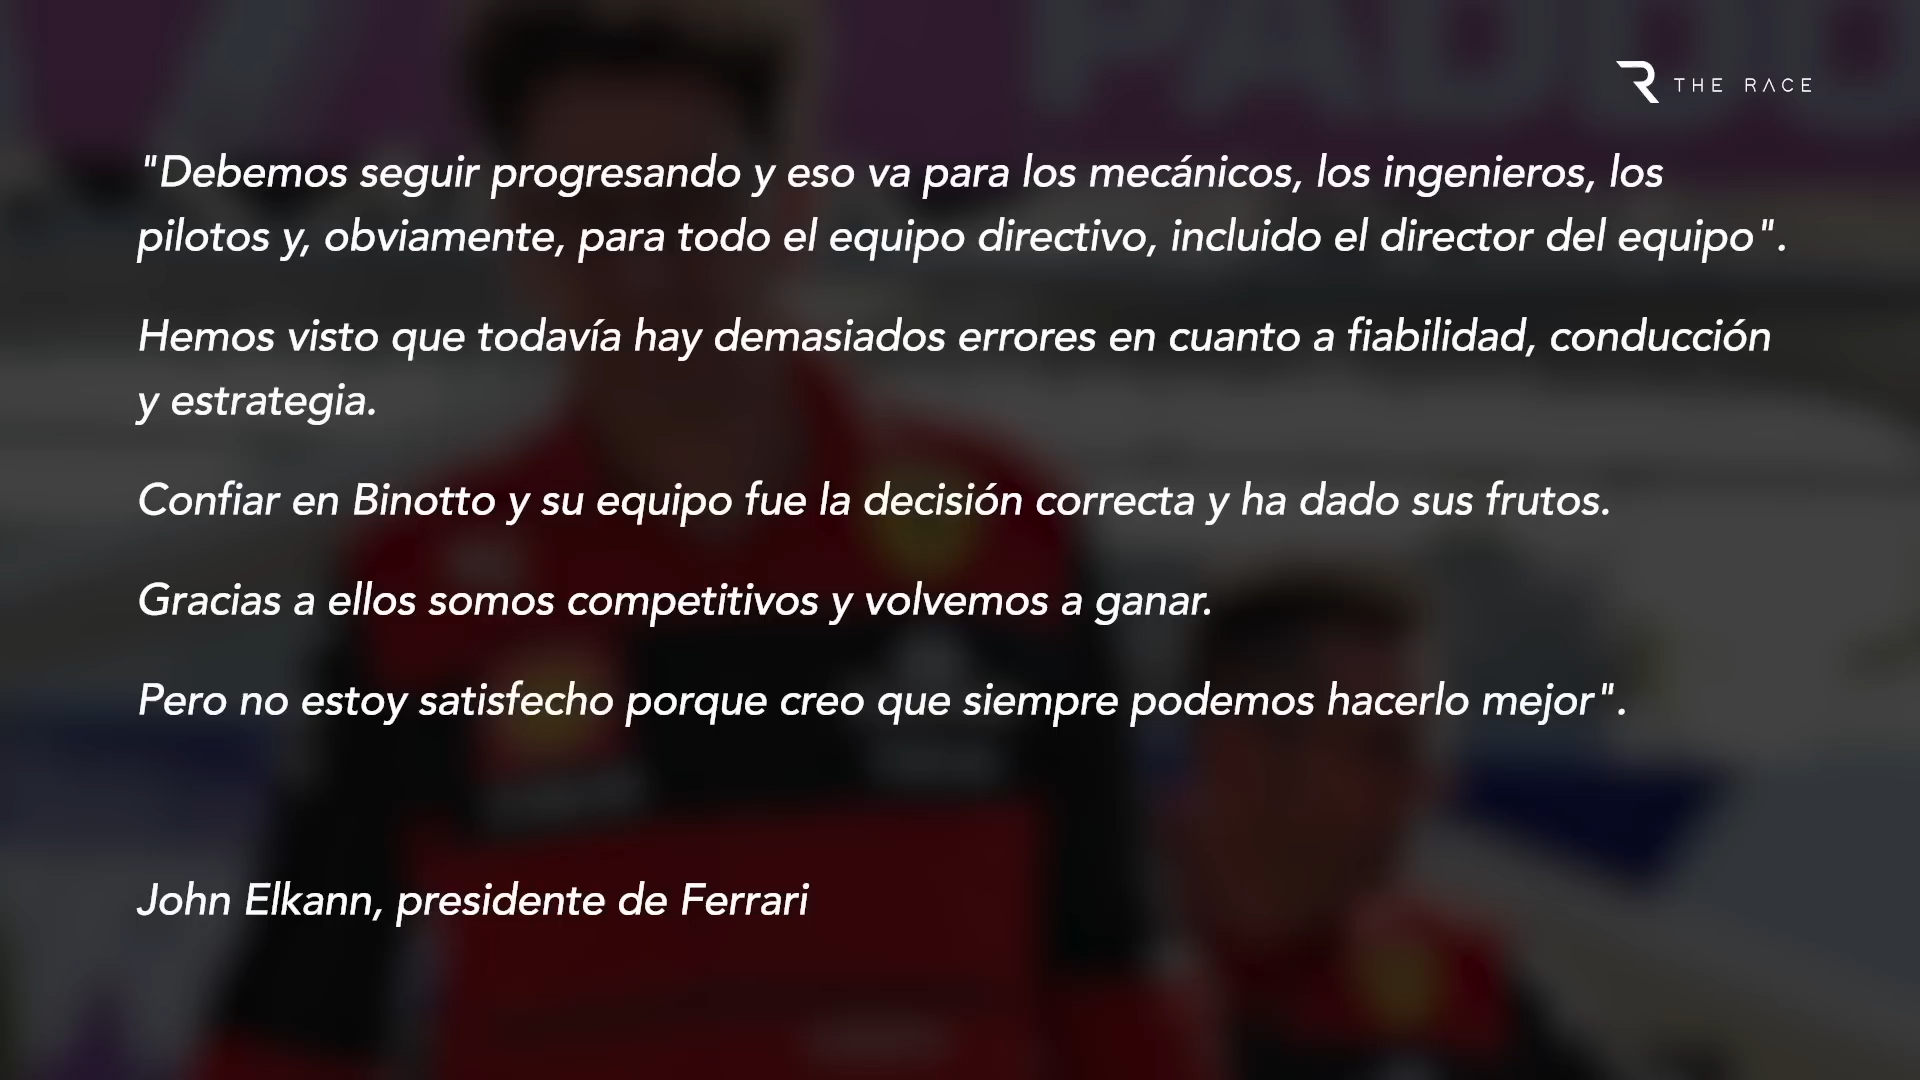 THE RACE
"Debemos seguir progresando y eso va para los mecánicos, los ingenieros, los
pilotos y, obviamente, para todo el equipo directivo, incluido el director del equipo".
Hemos visto que todavía hay demasiados errores en cuanto a fiabilidad, conducción
y estrategia.
Confiar en Binotto y su equipo fue la decisión correcta y ha dado sus frutos.
Gracias a ellos somos competitivos y volvemos a ganar.
Pero no estoy satisfecho porque creo que siempre podemos hacerlo mejor".
John Elkann, presidente de Ferrari